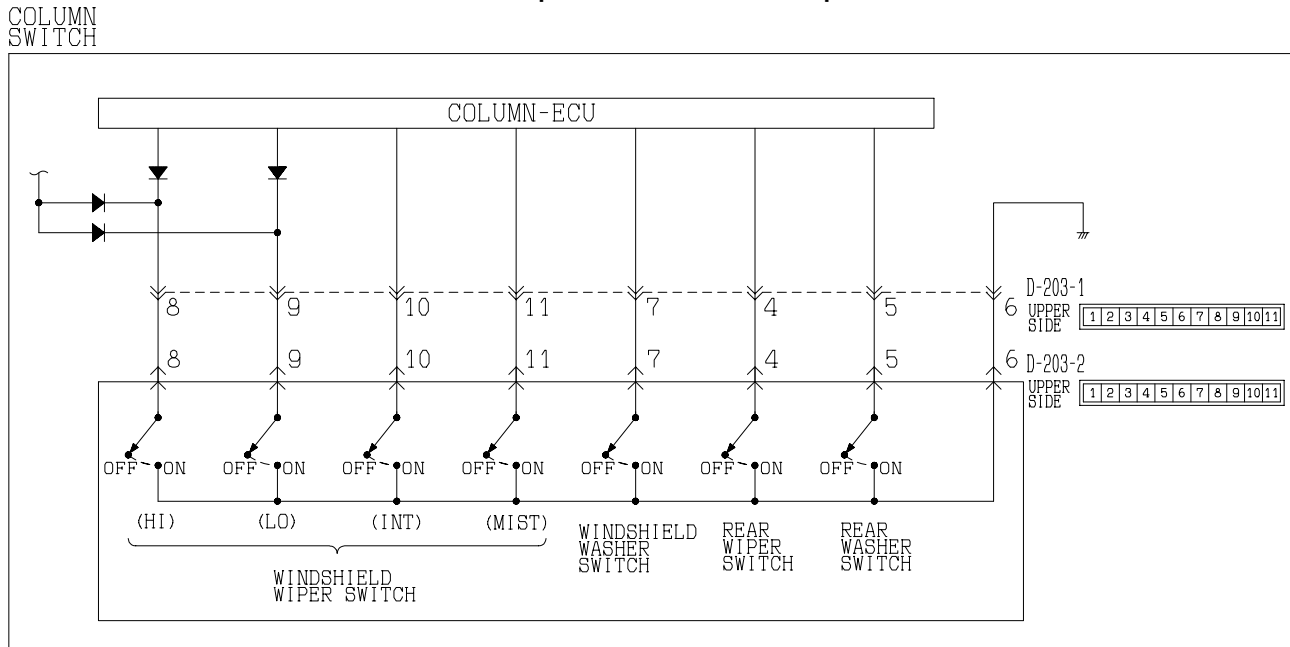 COLUMN
SWITCH
COLUMN-ECU
8 9 10 11 7 4 5 6 D-203-1
UPPER
SIDE
1 2 3 4 5 6 7 8 9 10 11
8 9 10 11 7 4 5 6 D-203-2
UPPER
SIDE
1 2 3 4 5 6 7 8 9 10 11
OFF ON OFF ON OFF ON OFF ON OFF ON OFF ON OFF ON
(HI) (LO) (INT) (MIST)
WINDSHIELD
WIPER SWITCH
WINDSHIELD
WASHER
SWITCH
REAR
WIPER
SWITCH
REAR
WASHER
SWITCH